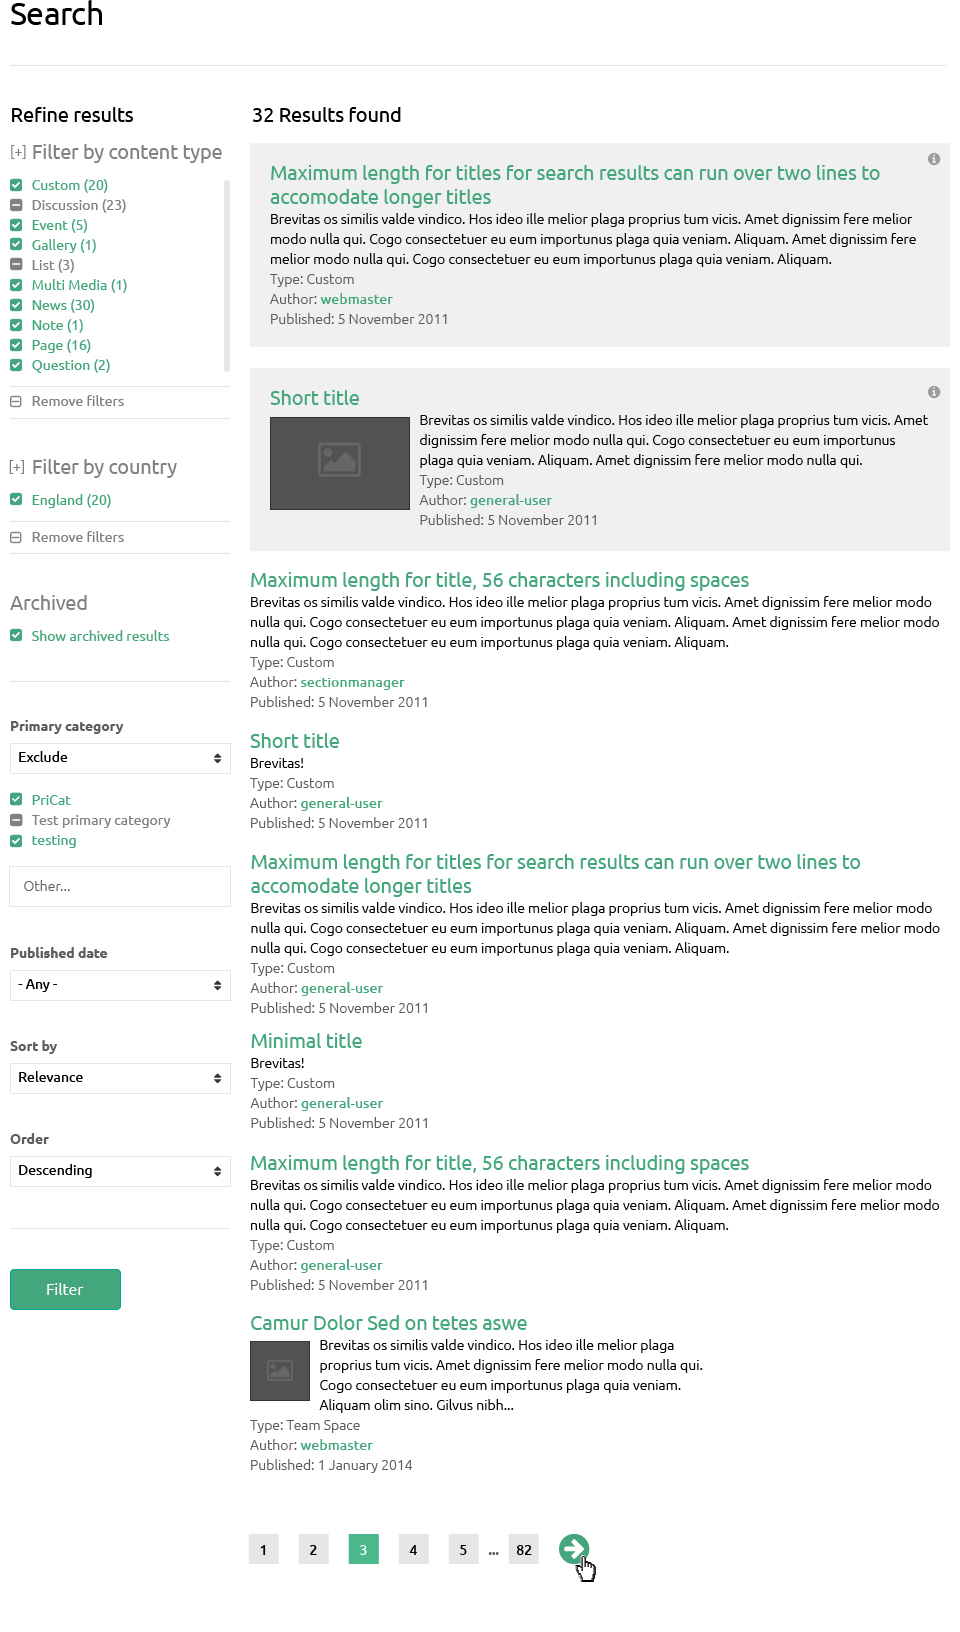 Search
Refine results
[+] Filter by content type
Custom (20)
Discussion (23)
Event (5)
Gallery (1)
List (3)
Multi Media (1)
News (30)
Note (1)
Page (16)
Question (2)
Remove filters
[+] Filter by country
England (20)
Remove filters
Archived
Show archived results
Primary category
Exclude
PriCat
Test primary category
testing
Other...
Published date
- Any -
Sort by
Relevance
Order
Descending
Filter
32 Results found
Maximum length for titles for search results can run over two lines to
accomodate longer titles
Brevitas os similis valde vindico. Hos ideo ille melior plaga proprius tum vicis. Amet dignissim fere melior
modo nulla qui. Cogo consectetuer eu eum importunus plaga quia veniam. Aliquam. Amet dignissim fere
melior modo nulla qui. Cogo consectetuer eu eum importunus plaga quia veniam. Aliquam.
Type: Custom
Author: webmaster
Published: 5 November 2011
Short title
Brevitas os similis valde vindico. Hos ideo ille melior plaga proprius tum vicis. Amet
dignissim fere melior modo nulla qui. Cogo consectetuer eu eum importunus
plaga quia veniam. Aliquam. Amet dignissim fere melior modo nulla qui.
Type: Custom
Author: general-user
Published: 5 November 2011
Maximum length for title, 56 characters including spaces
Brevitas os similis valde vindico. Hos ideo ille melior plaga proprius tum vicis. Amet dignissim fere melior modo
nulla qui. Cogo consectetuer eu eum importunus plaga quia veniam. Aliquam. Amet dignissim fere melior modo
nulla qui. Cogo consectetuer eu eum importunus plaga quia veniam. Aliquam.
Type: Custom
Author: sectionmanager
Published: 5 November 2011
Short title
Brevitas!
Type: Custom
Author: general-user
Published: 5 November 2011
Maximum length for titles for search results can run over two lines to
accomodate longer titles
Brevitas os similis valde vindico. Hos ideo ille melior plaga proprius tum vicis. Amet dignissim fere melior modo
nulla qui. Cogo consectetuer eu eum importunus plaga quia veniam. Aliquam. Amet dignissim fere melior modo
nulla qui. Cogo consectetuer eu eum importunus plaga quia veniam. Aliquam.
Type: Custom
Author: general-user
Published: 5 November 2011
Minimal title
Brevitas!
Type: Custom
Author: general-user
Published: 5 November 2011
Maximum length for title, 56 characters including spaces
Brevitas os similis valde vindico. Hos ideo ille melior plaga proprius tum vicis. Amet dignissim fere melior modo
nulla qui. Cogo consectetuer eu eum importunus plaga quia veniam. Aliquam. Amet dignissim fere melior modo
nulla qui. Cogo consectetuer eu eum importunus plaga quia veniam. Aliquam.
Type: Custom
Author: general-user
Published: 5 November 2011
Camur Dolor Sed on tetes aswe
Brevitas os similis valde vindico. Hos ideo ille melior plaga
proprius tum vicis. Amet dignissim fere melior modo nulla qui.
Cogo consectetuer eu eum importunus plaga quia veniam.
Aliquam olim sino. Gilvus nibh...
Type: Team Space
Author: webmaster
Published: 1 January 2014
1 2 3 4 5 ... 82